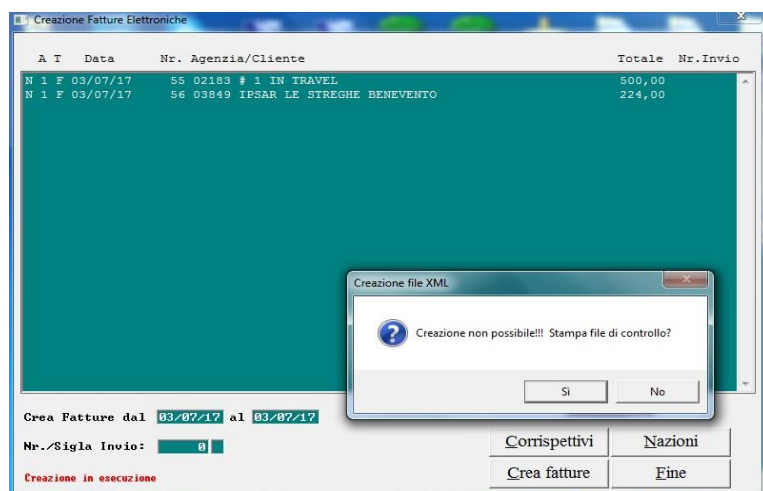 Creazione Fatture Elettroniche
A T Data Nr. Agenzia/Cliente Totale Nr.Invio
N 1 F 03/07/17 55 02183 # 1 IN TRAVEL 500,00
N 1 F 03/07/17 56 03849 IPSAR LE STREGHE BENEVENTO 224,00
Creazione file XML
Creazione non possibile!!! Stampa file di controllo?
Sì No
Crea Fatture dal 03/07/17 al 03/07/17
Nr./Sigla Invio: 0
Corrispettivi Nazioni
Creazione in esecuzione
Crea fatture Fine